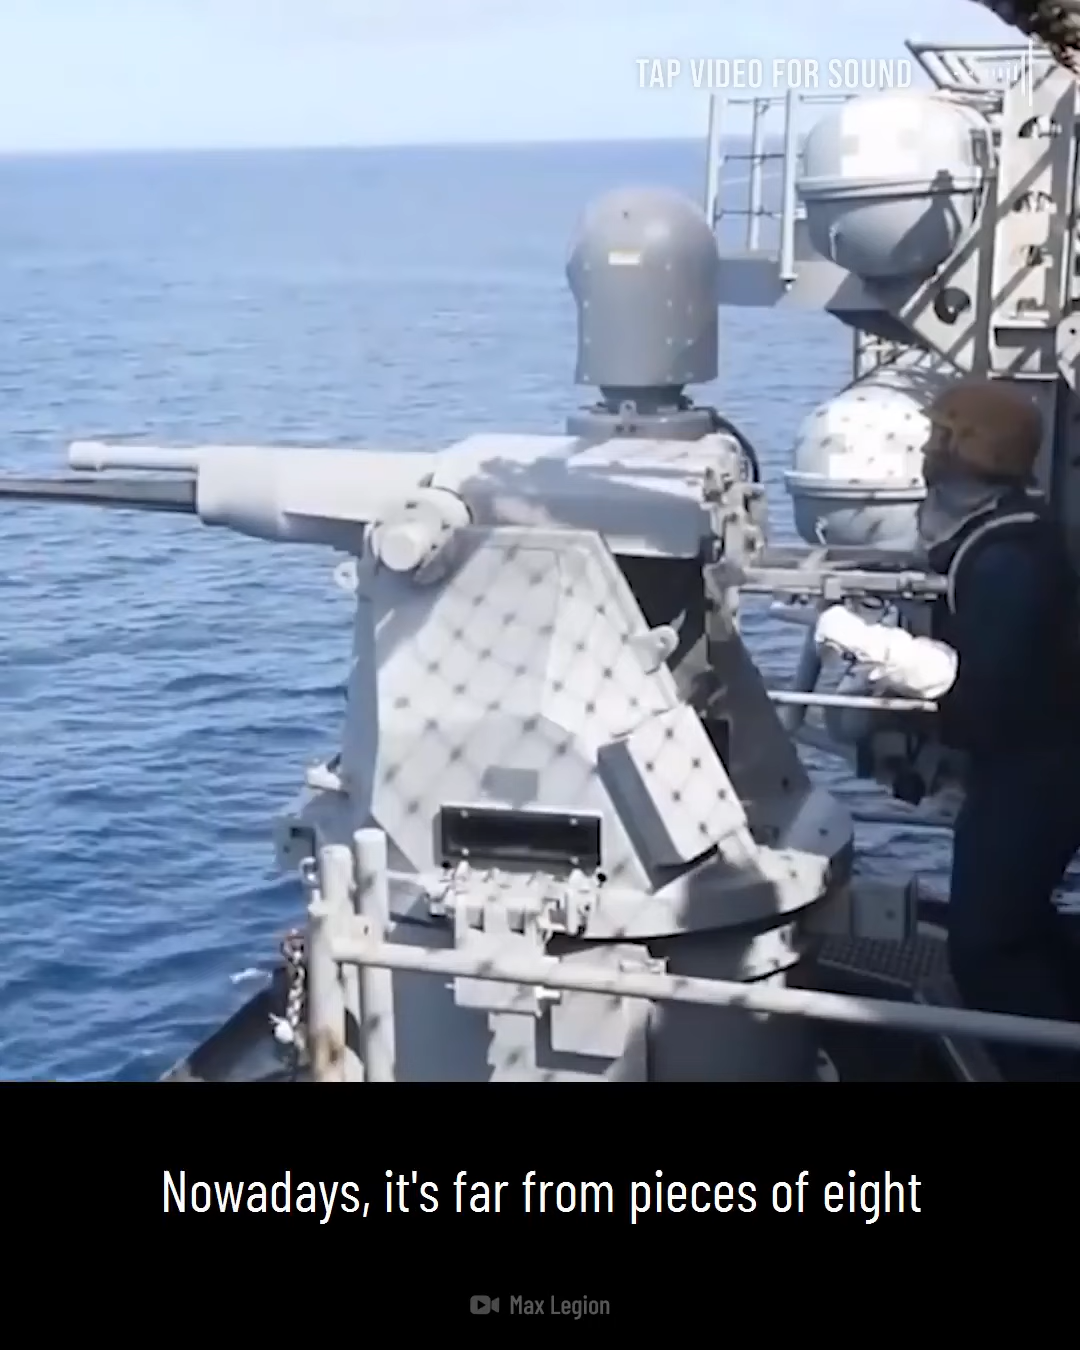 TAP VIDEO FOR SOUND
Nowadays, it's far from pieces of eight
Max Legion